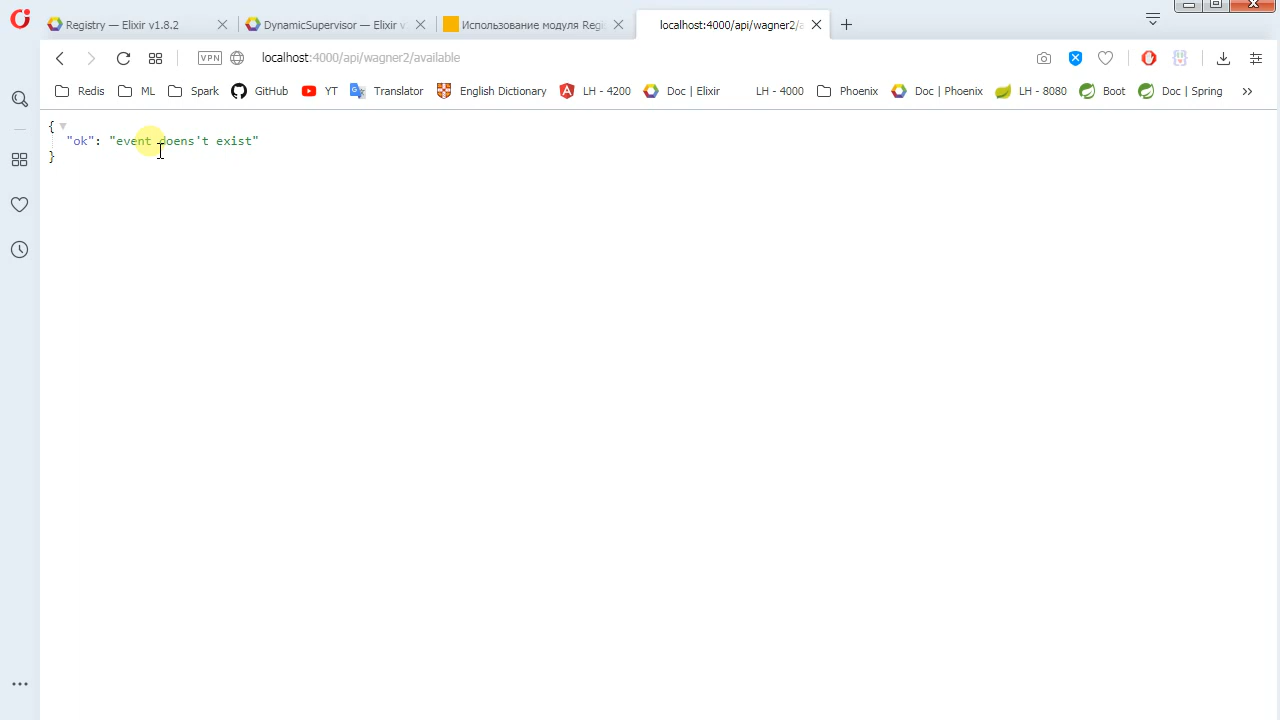 Registry — Elixir v1.8.2
DynamicSupervisor — Elixir v
Использование модуля Regi
localhost:4000/api/wagner2/a
VPN
localhost:4000/api/wagner2/available
Redis
ML
Spark
GitHub
YT
Translator
English Dictionary
LH - 4200
Doc | Elixir
LH - 4000
Phoenix
Doc | Phoenix
LH - 8080
Boot
Doc | Spring
{
"ok": "event doens't exist"
}